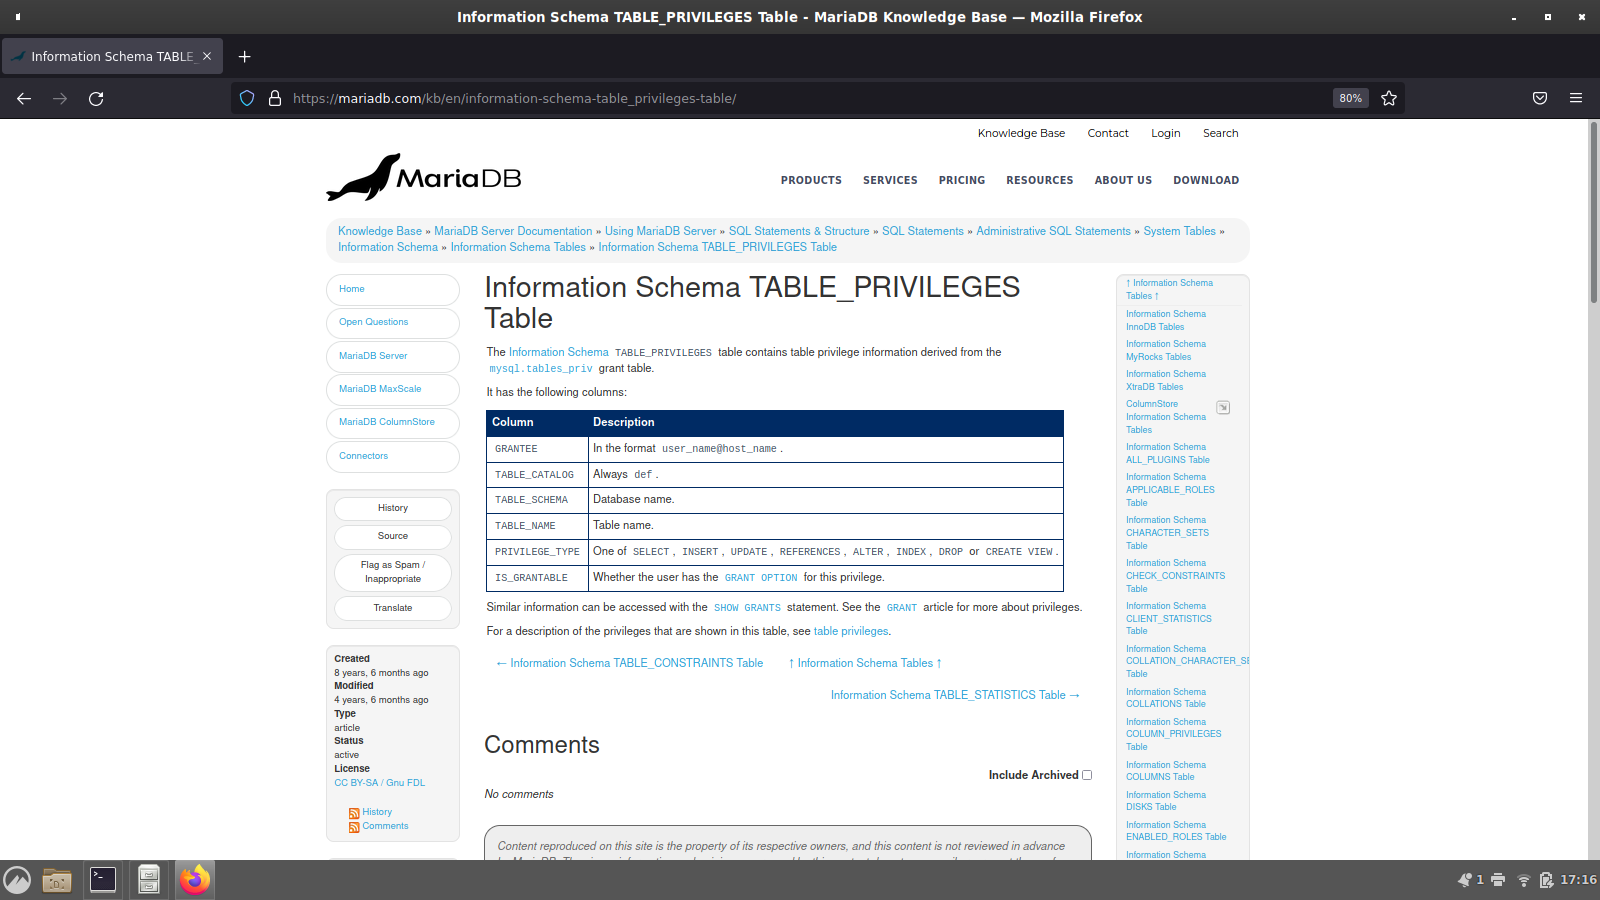 Information Schema TABLE_PRIVILEGES Table - MariaDB Knowledge Base — Mozilla Firefox
Information Schema TABLE_
https://mariadb.com/kb/en/information-schema-table_privileges-table/
80%
Knowledge Base Contact Login Search
MariaDB
PRODUCTS SERVICES PRICING RESOURCES ABOUT US DOWNLOAD
Knowledge Base » MariaDB Server Documentation » Using MariaDB Server » SQL Statements & Structure » SQL Statements » Administrative SQL Statements » System Tables »
Information Schema » Information Schema Tables » Information Schema TABLE_PRIVILEGES Table
Home
Open Questions
MariaDB Server
MariaDB MaxScale
MariaDB ColumnStore
Connectors
History
Source
Flag as Spam /
Inappropriate
Translate
Created
8 years, 6 months ago
Modified
4 years, 6 months ago
Type
article
Status
active
License
CC BY-SA / Gnu FDL
History
Comments
Information Schema TABLE_PRIVILEGES
Table
The Information Schema TABLE_PRIVILEGES table contains table privilege information derived from the
mysql.tables_priv grant table.
It has the following columns:
Column Description
GRANTEE In the format user_name@host_name .
TABLE_CATALOG Always def .
TABLE_SCHEMA Database name.
TABLE_NAME Table name.
PRIVILEGE_TYPE One of SELECT , INSERT , UPDATE , REFERENCES , ALTER , INDEX , DROP or CREATE VIEW .
IS_GRANTABLE Whether the user has the GRANT OPTION for this privilege.
Similar information can be accessed with the SHOW GRANTS statement. See the GRANT article for more about privileges.
For a description of the privileges that are shown in this table, see table privileges.
← Information Schema TABLE_CONSTRAINTS Table ↑ Information Schema Tables ↑
Information Schema TABLE_STATISTICS Table →
Comments
Include Archived
No comments
Content reproduced on this site is the property of its respective owners, and this content is not reviewed in advance
↑ Information Schema
Tables ↑
Information Schema
InnoDB Tables
Information Schema
MyRocks Tables
Information Schema
XtraDB Tables
ColumnStore
Information Schema
Tables
Information Schema
ALL_PLUGINS Table
Information Schema
APPLICABLE_ROLES
Table
Information Schema
CHARACTER_SETS
Table
Information Schema
CHECK_CONSTRAINTS
Table
Information Schema
CLIENT_STATISTICS
Table
Information Schema
COLLATION_CHARACTER_SE
Table
Information Schema
COLLATIONS Table
Information Schema
COLUMN_PRIVILEGES
Table
Information Schema
COLUMNS Table
Information Schema
DISKS Table
Information Schema
ENABLED_ROLES Table
Information Schema
1 17:16